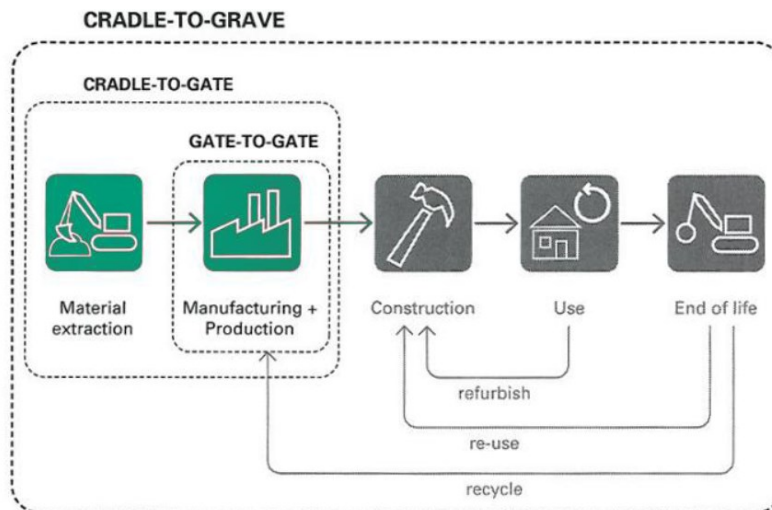 CRADLE-TO-GRAVE
CRADLE-TO-GATE
GATE-TO-GATE
Material
extraction
Manufacturing +
Production
Construction
Use
End of life
refurbish
re-use
recycle